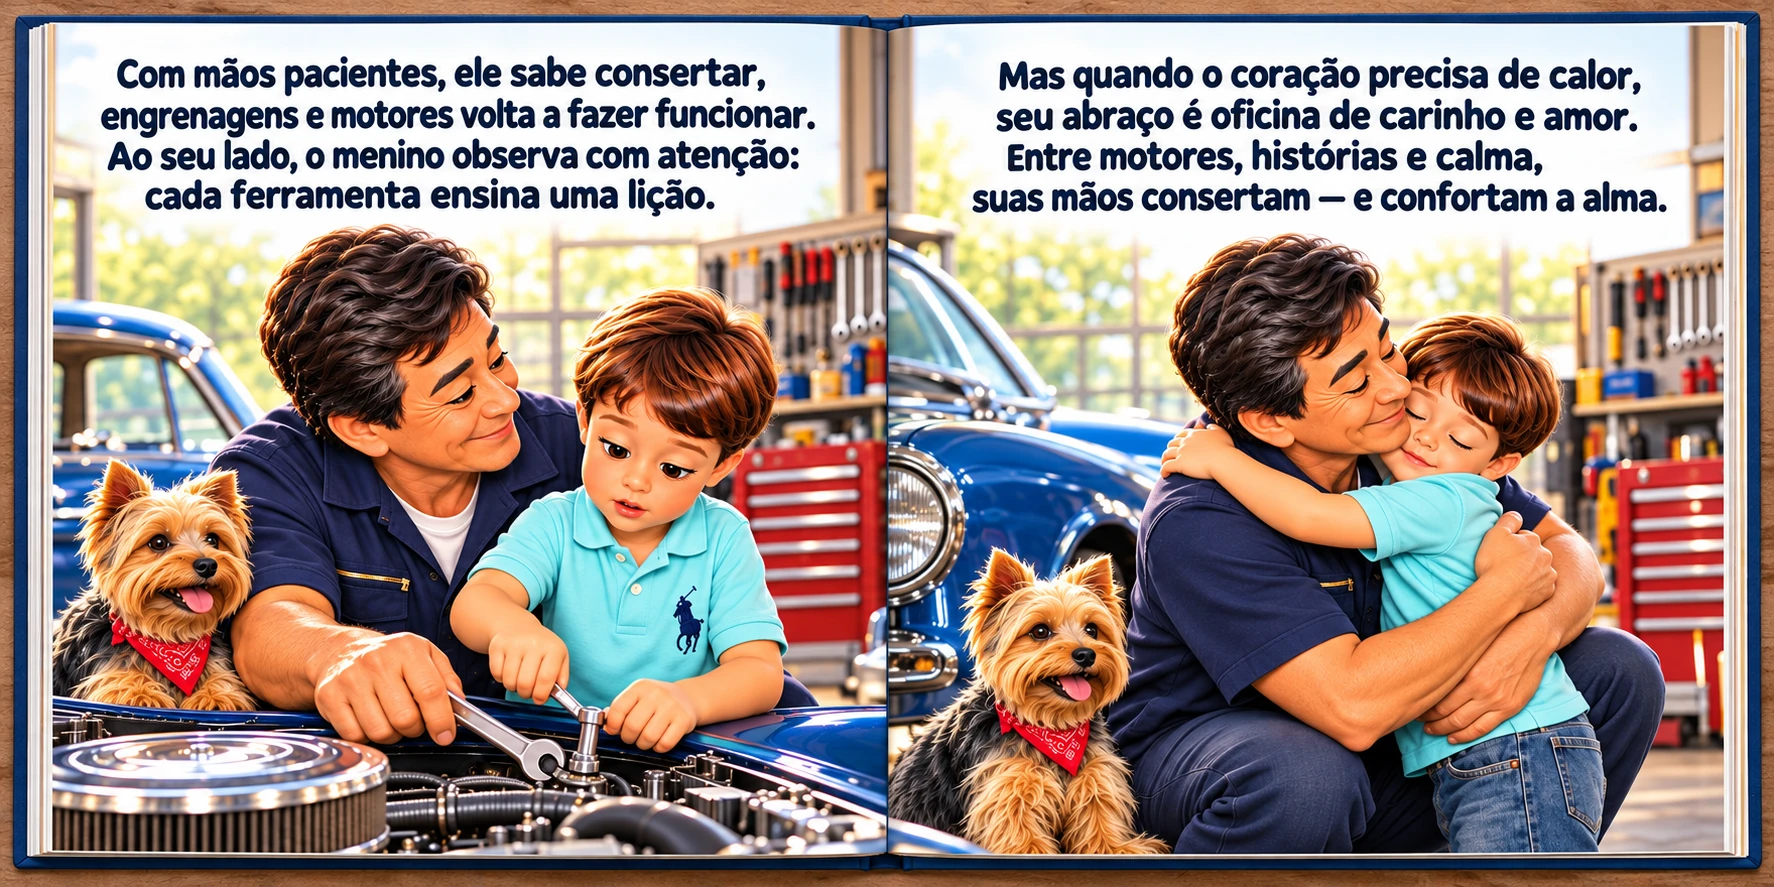 Com mãos pacientes, ele sabe consertar,
engrenagens e motores volta a fazer funcionar.
Ao seu lado, o menino observa com atenção:
cada ferramenta ensina uma lição.
Mas quando o coração precisa de calor,
seu abraço é oficina de carinho e amor.
Entre motores, histórias e calma,
suas mãos consertam — e confortam a alma.